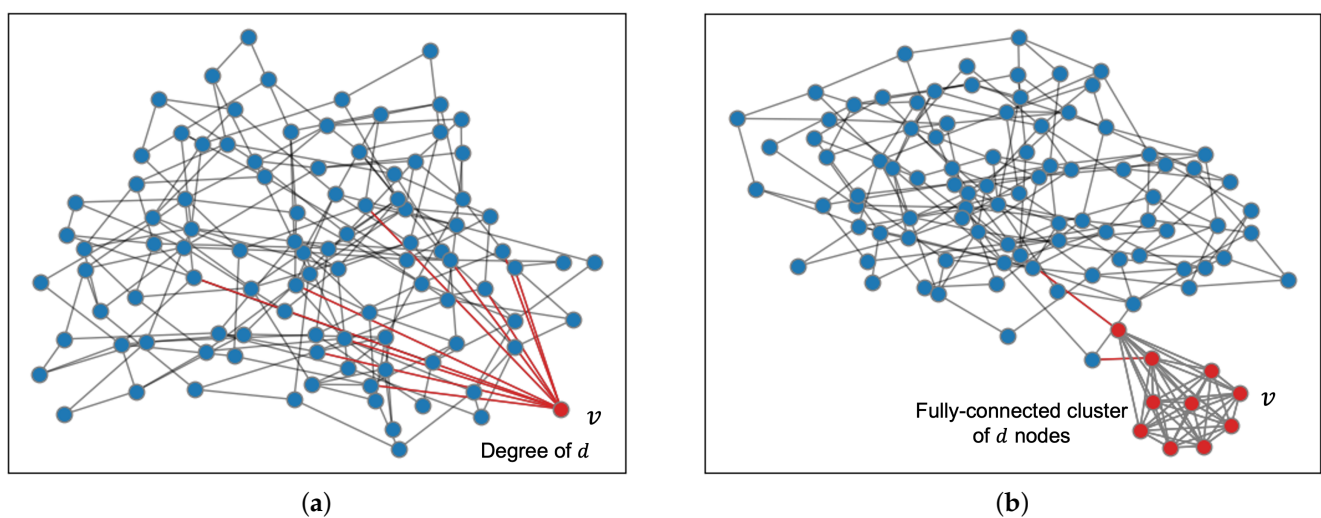 v
Degree of d
Fully-connected cluster
of d nodes
v
(a)
(b)